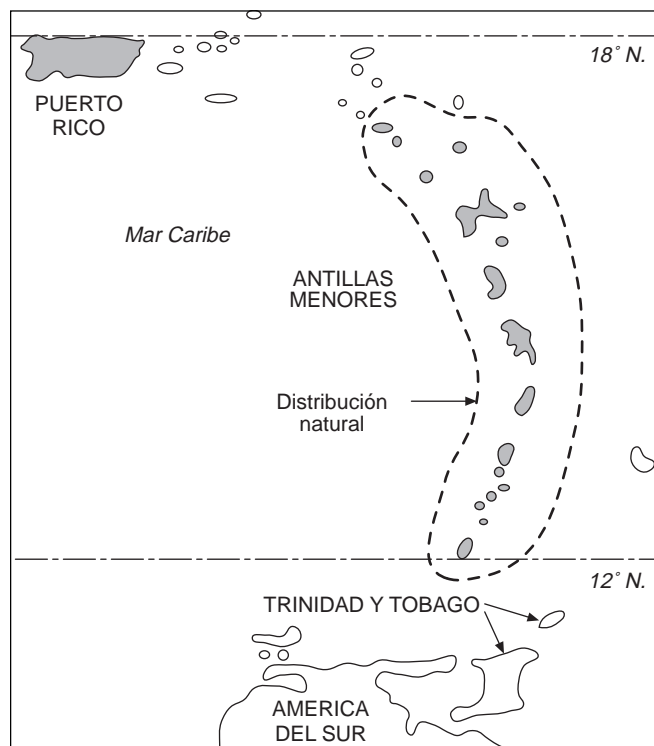 18° N.
PUERTO
RICO
Mar Caribe
ANTILLAS
MENORES
Distribución
natural
12° N.
TRINIDAD Y TOBAGO
AMERICA
DEL SUR